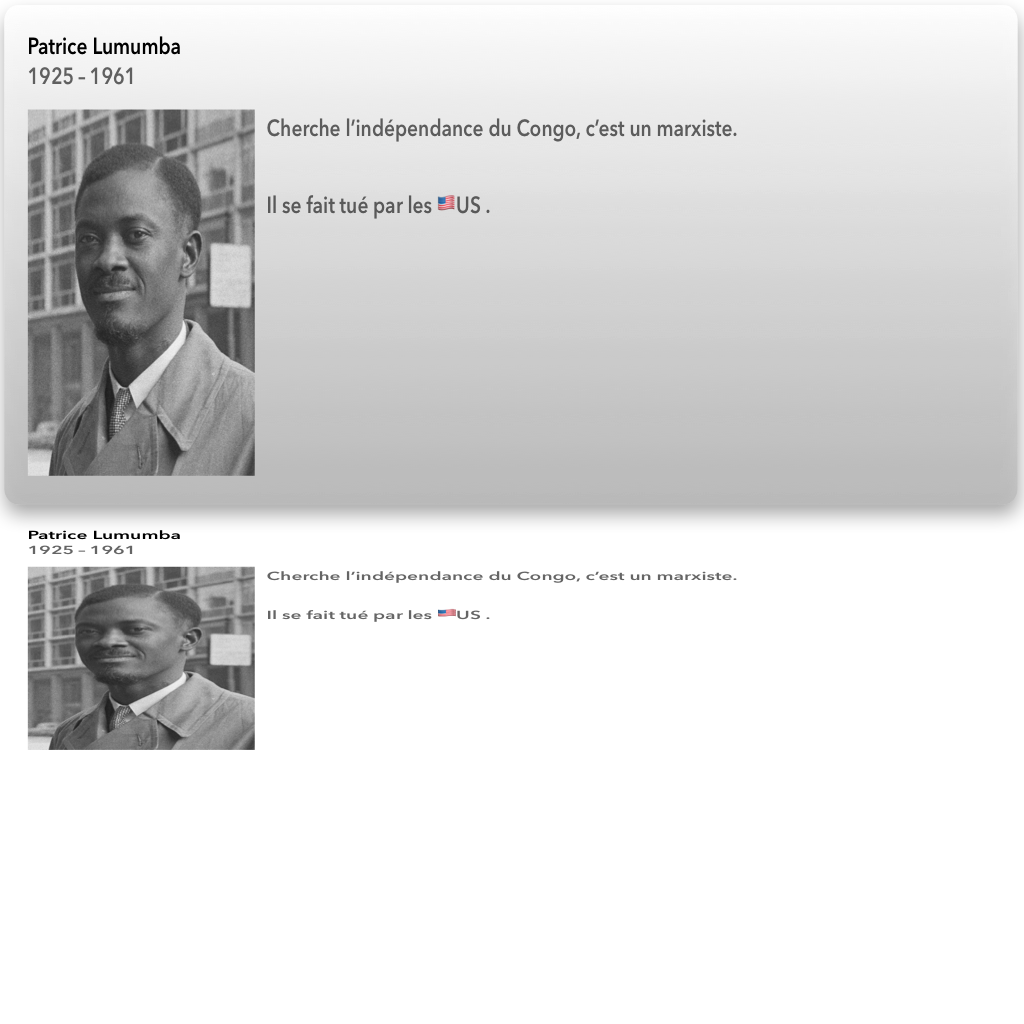 Patrice Lumumba
1925 – 1961
Cherche l’indépendance du Congo, c’est un marxiste.
Il se fait tué par les 🇺🇸US .
Patrice Lumumba
1925 – 1961
Cherche l’indépendance du Congo, c’est un marxiste.
Il se fait tué par les 🇺🇸US .